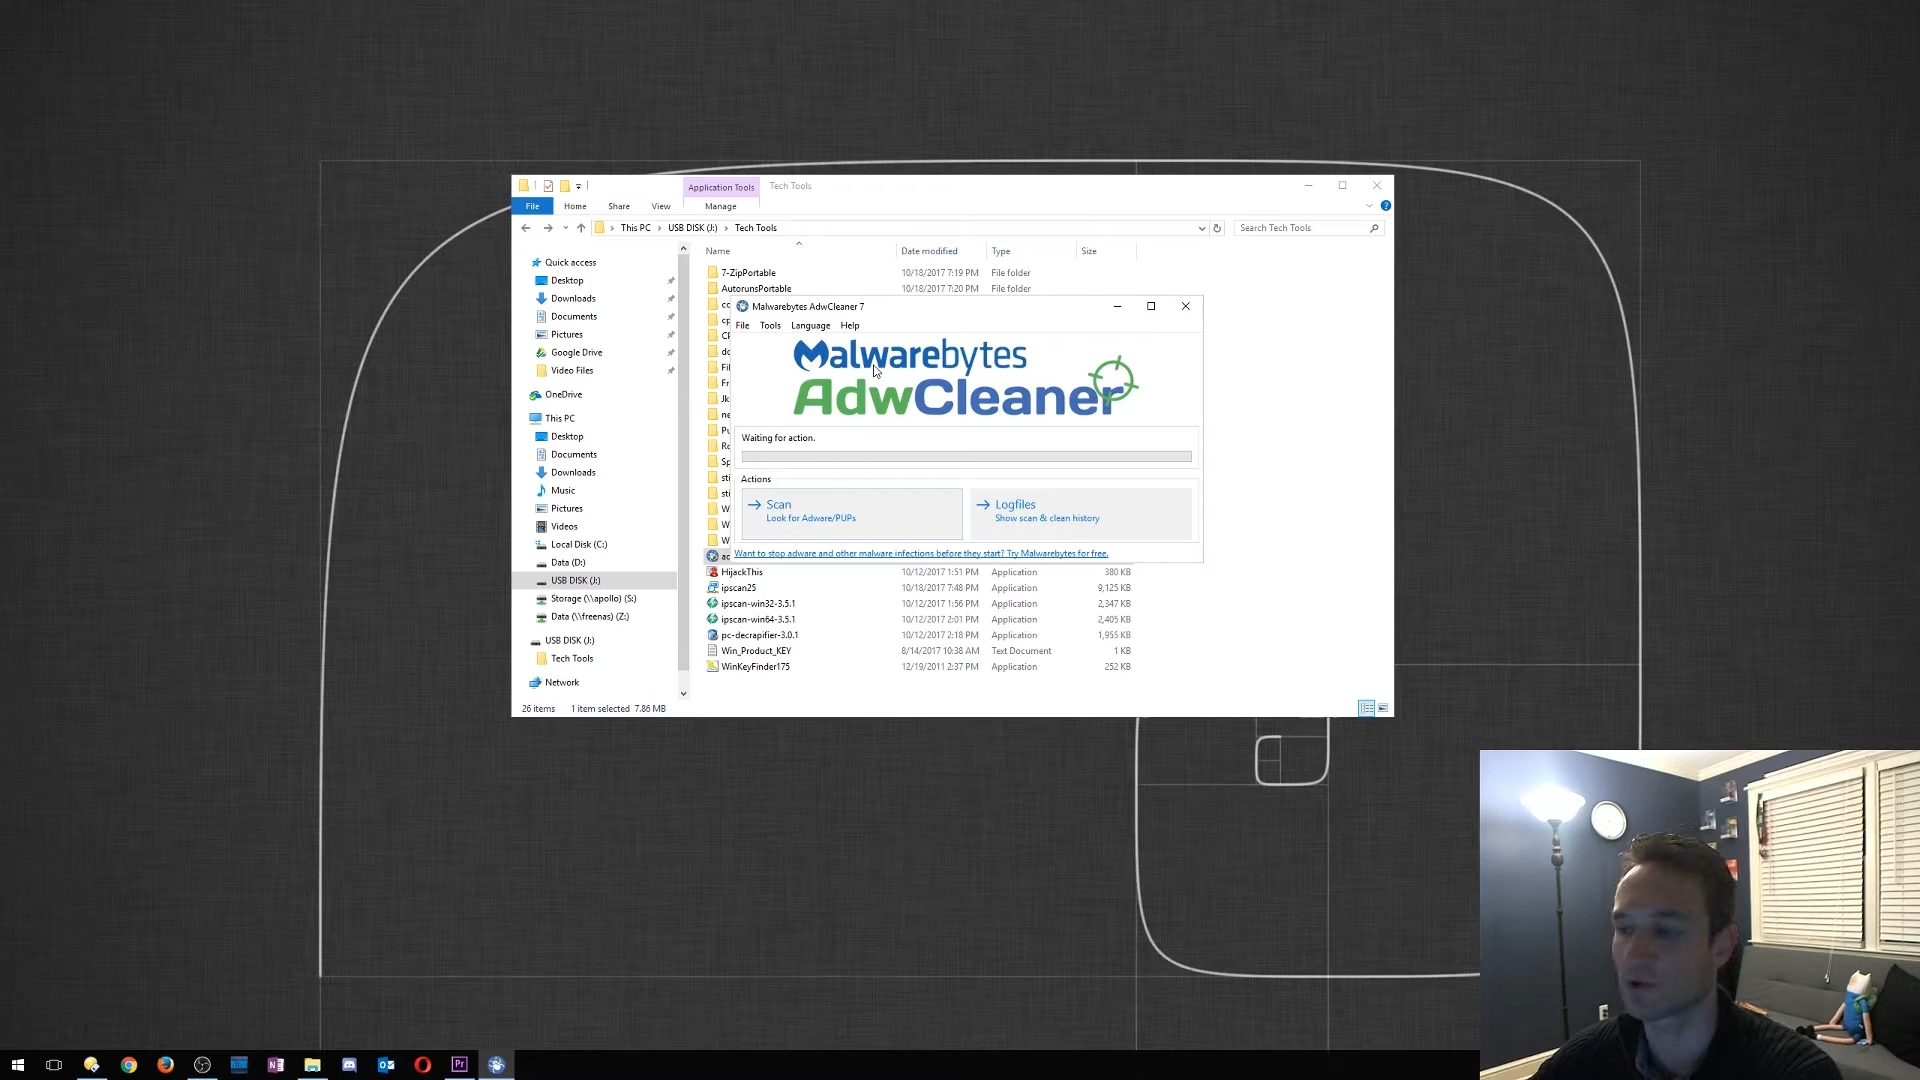 Application Tools
Tech Tools
File
Home
Share
View
Manage
This PC
USB DISK (J:)
Tech Tools
Search Tech Tools
Name
Date modified
Type
Size
Quick access
Desktop
Downloads
Documents
Pictures
Google Drive
Video Files
OneDrive
This PC
Desktop
Documents
Downloads
Music
Pictures
Videos
Local Disk (C:)
Data (D:)
USB DISK (J:)
Storage (\\apollo) (S:)
Data (\\freenas) (Z:)
USB DISK (J:)
Tech Tools
Network
7-ZipPortable 10/18/2017 7:19 PM File folder
AutorunsPortable 10/18/2017 7:20 PM File folder
Malwarebytes AdwCleaner 7
File Tools Language Help
Malwarebytes
AdwCleaner
Waiting for action.
Actions
Scan
Look for Adware/PUPs
Logfiles
Show scan & clean history
Want to stop adware and other malware infections before they start? Try Malwarebytes for free.
HijackThis 10/12/2017 1:51 PM Application 380 KB
ipscan25 10/18/2017 7:48 PM Application 9,125 KB
ipscan-win32-3.5.1 10/12/2017 1:56 PM Application 2,347 KB
ipscan-win64-3.5.1 10/12/2017 2:01 PM Application 2,405 KB
pc-decrapifier-3.0.1 10/12/2017 2:18 PM Application 1,955 KB
Win_Product_KEY 8/14/2017 10:38 AM Text Document 1 KB
WinKeyFinder175 12/19/2011 2:37 PM Application 252 KB
26 items
1 item selected 7.86 MB
Pr